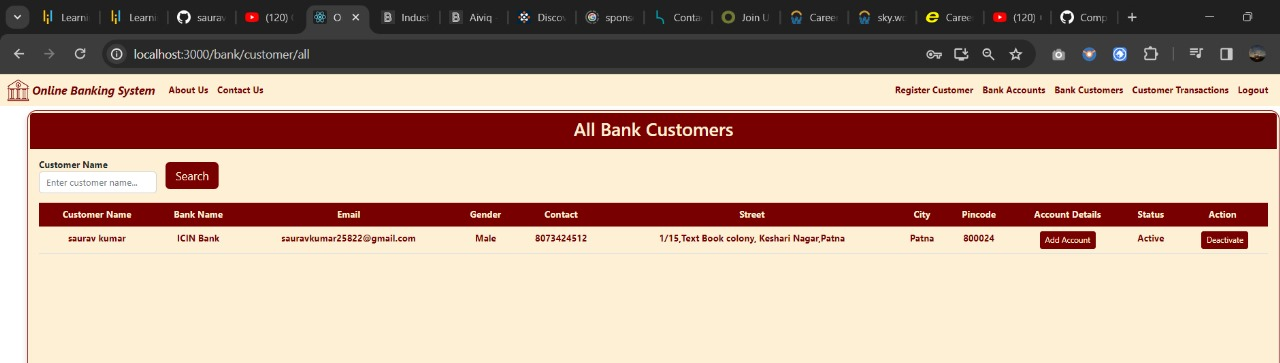 Learni Learni saurav (120) ( O Indust Aiviq - Discov spons Conta Join U Career sky.wo Career (120) Comp
localhost:3000/bank/customer/all
Online Banking System About Us Contact Us Register Customer Bank Accounts Bank Customers Customer Transactions Logout
All Bank Customers
Customer Name
Enter customer name... Search
Customer Name Bank Name Email Gender Contact Street City Pincode Account Details Status Action
saurav kumar ICIN Bank sauravkumar25822@gmail.com Male 8073424512 1/15,Text Book colony, Keshari Nagar,Patna Patna 800024 Add Account Active Deactivate